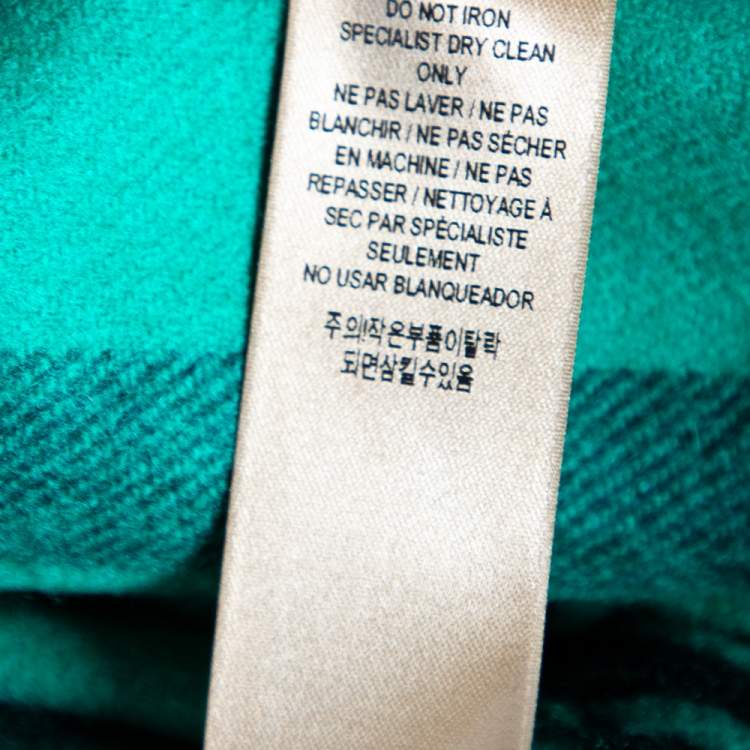 DO NOT IRON
SPECIALIST DRY CLEAN
ONLY
NE PAS LAVER / NE PAS
BLANCHIR / NE PAS SÉCHER
EN MACHINE / NE PAS
REPASSER / NETTOYAGE À
SEC PAR SPÉCIALISTE
SEULEMENT
NO USAR BLANQUEADOR
주의!작은부품이탈락
되면삼킬수있음